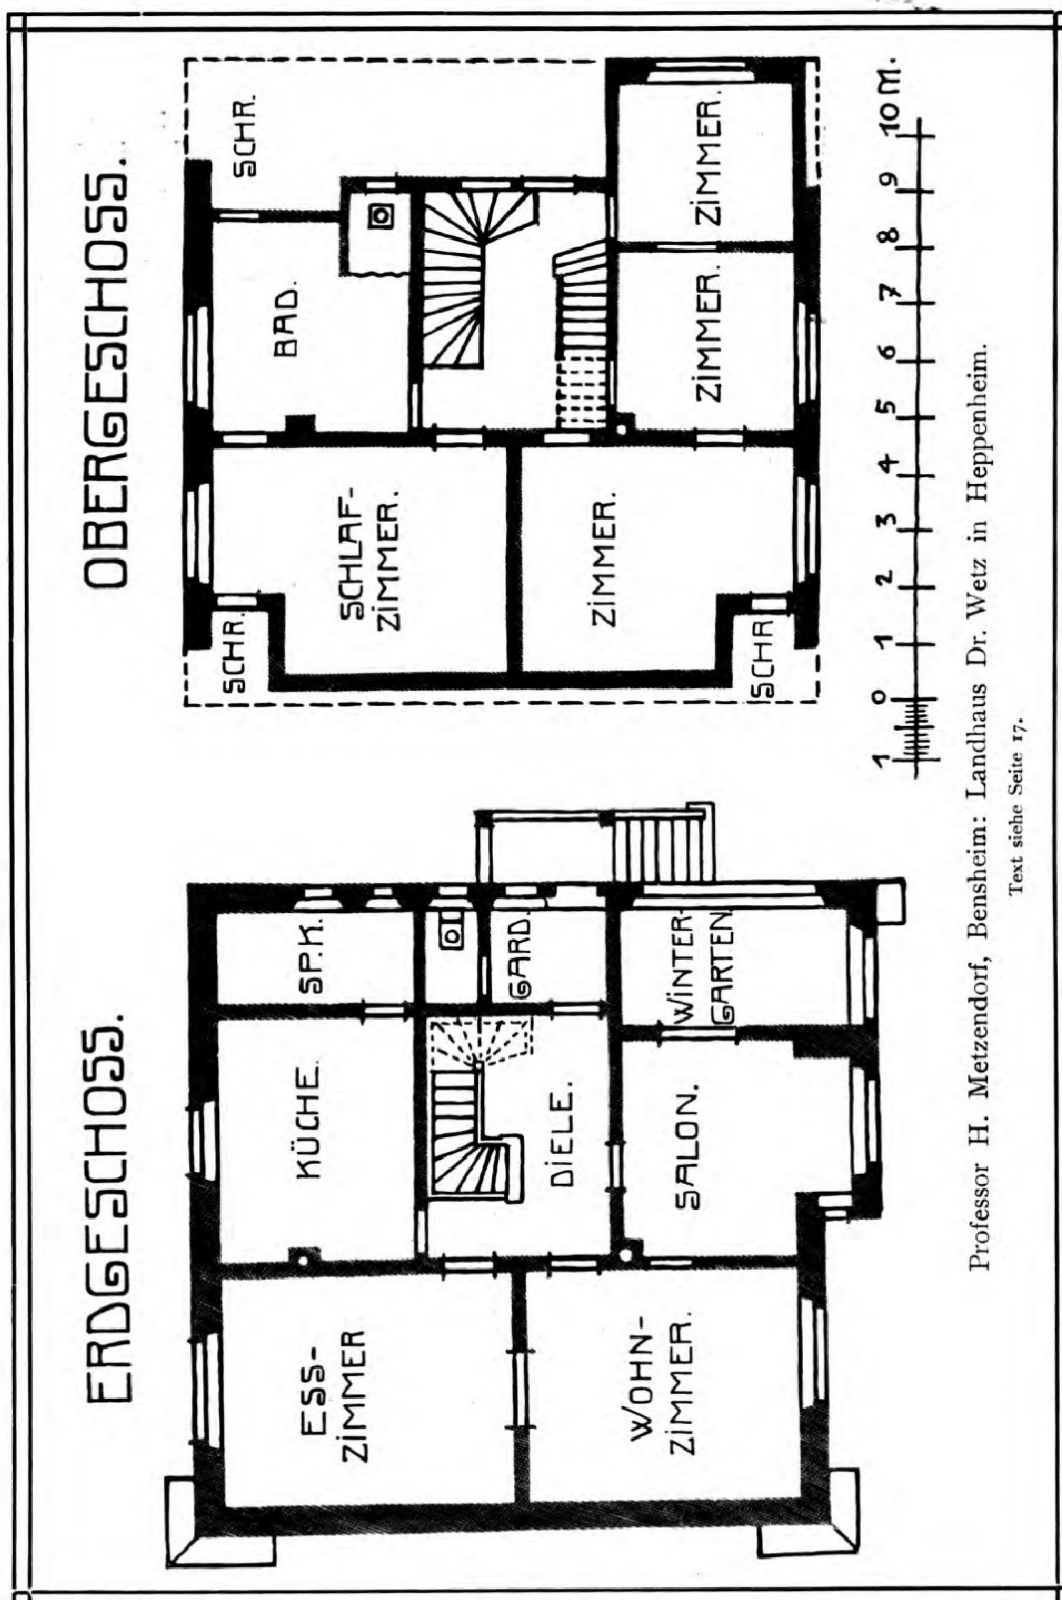 ERDGESCHOSS.
ESS-
ZIMMER
KÜCHE.
SP.K.
WOHN-
ZIMMER.
DIELE.
GARD.
SALON.
WINTER-
GARTEN
OBERGESCHOSS.
SCHR.
SCHLAF-
ZIMMER.
BAD.
SCHR.
ZIMMER.
ZIMMER.
ZIMMER.
SCHR
1 0 1 2 3 4 5 6 7 8 9 10 M.
Professor H. Metzendorf, Bensheim: Landhaus Dr. Wetz in Heppenheim.
Text siehe Seite 17.